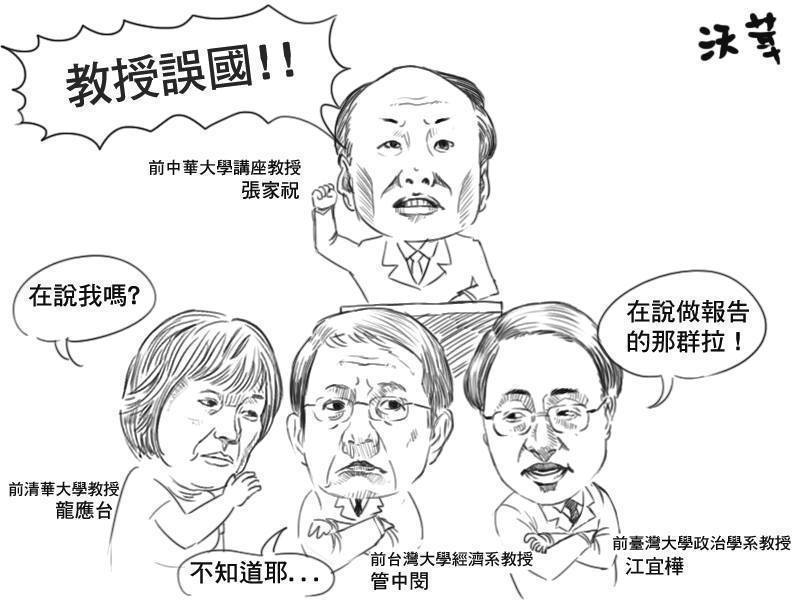 沃草
教授誤國!!
前中華大學講座教授
張家祝
在說我嗎?
在說做報告
的那群拉！
前清華大學教授
龍應台
不知道耶...
前台灣大學經濟系教授
管中閔
前臺灣大學政治學系教授
江宜樺